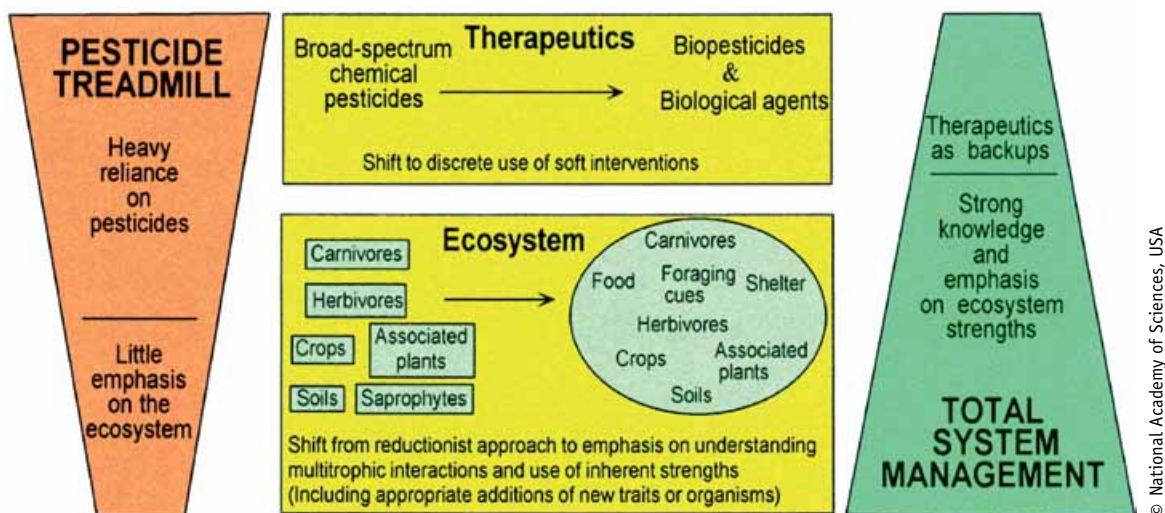 PESTICIDE
TREADMILL
Heavy
reliance
on
pesticides
Little
emphasis
on the
ecosystem
Therapeutics
Broad-spectrum
chemical
pesticides
Biopesticides
&
Biological agents
Shift to discrete use of soft interventions
Ecosystem
Carnivores
Herbivores
Crops
Associated
plants
Soils
Saprophytes
Carnivores
Food
Foraging
cues
Shelter
Herbivores
Crops
Associated
plants
Soils
Shift from reductionist approach to emphasis on understanding
multitrophic interactions and use of inherent strengths
(Including appropriate additions of new traits or organisms)
Therapeutics
as backups
Strong
knowledge
and
emphasis
on ecosystem
strengths
TOTAL
SYSTEM
MANAGEMENT
© National Academy of Sciences, USA